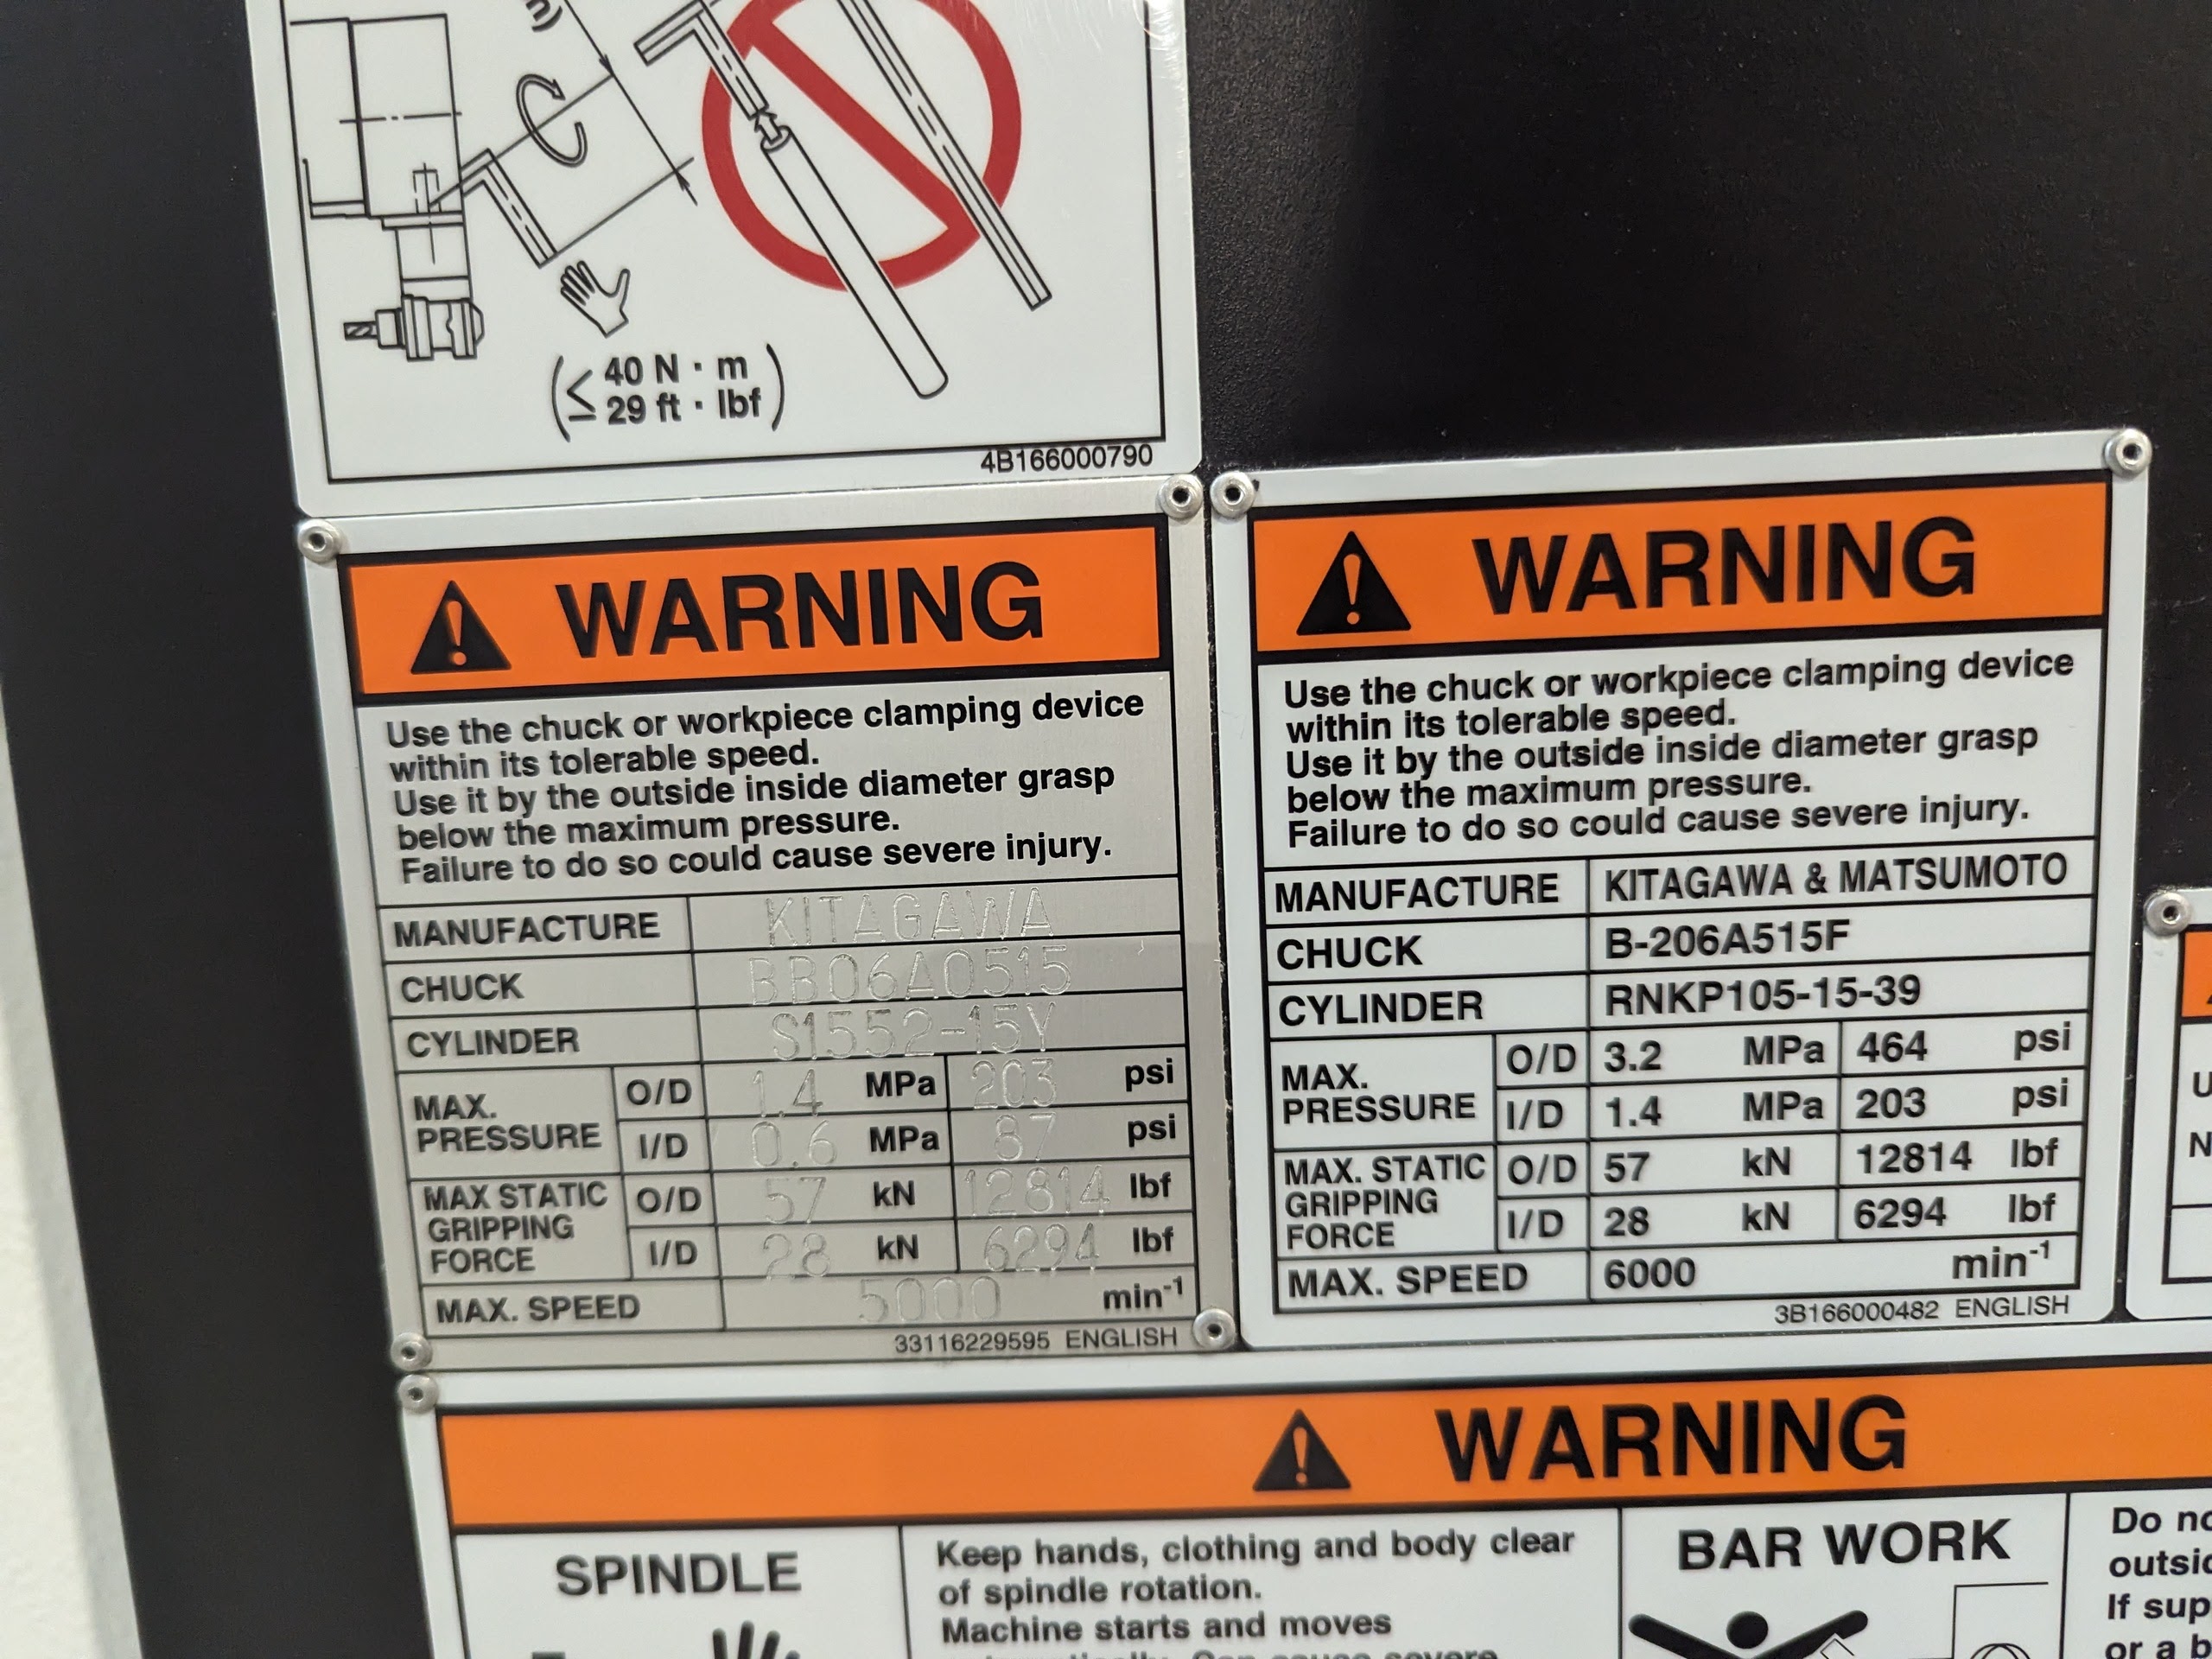 ≤ 40 N · m
29 ft · lbf
4B166000790
WARNING
Use the chuck or workpiece clamping device
within its tolerable speed.
Use it by the outside inside diameter grasp
below the maximum pressure.
Failure to do so could cause severe injury.
MANUFACTURE KITAGAWA
CHUCK BB06A0515
CYLINDER S1552-15Y
MAX. PRESSURE O/D 1.4 MPa 203 psi
I/D 0.6 MPa 87 psi
MAX STATIC GRIPPING FORCE O/D 57 kN 12814 lbf
I/D 28 kN 6294 lbf
MAX. SPEED 5000 min-1
33116229595 ENGLISH
WARNING
Use the chuck or workpiece clamping device
within its tolerable speed.
Use it by the outside inside diameter grasp
below the maximum pressure.
Failure to do so could cause severe injury.
MANUFACTURE KITAGAWA & MATSUMOTO
CHUCK B-206A515F
CYLINDER RNKP105-15-39
MAX. PRESSURE O/D 3.2 MPa 464 psi
I/D 1.4 MPa 203 psi
MAX. STATIC GRIPPING FORCE O/D 57 kN 12814 lbf
I/D 28 kN 6294 lbf
MAX. SPEED 6000 min-1
3B166000482 ENGLISH
WARNING
SPINDLE
Keep hands, clothing and body clear
of spindle rotation.
Machine starts and moves
BAR WORK
Do
If
or a